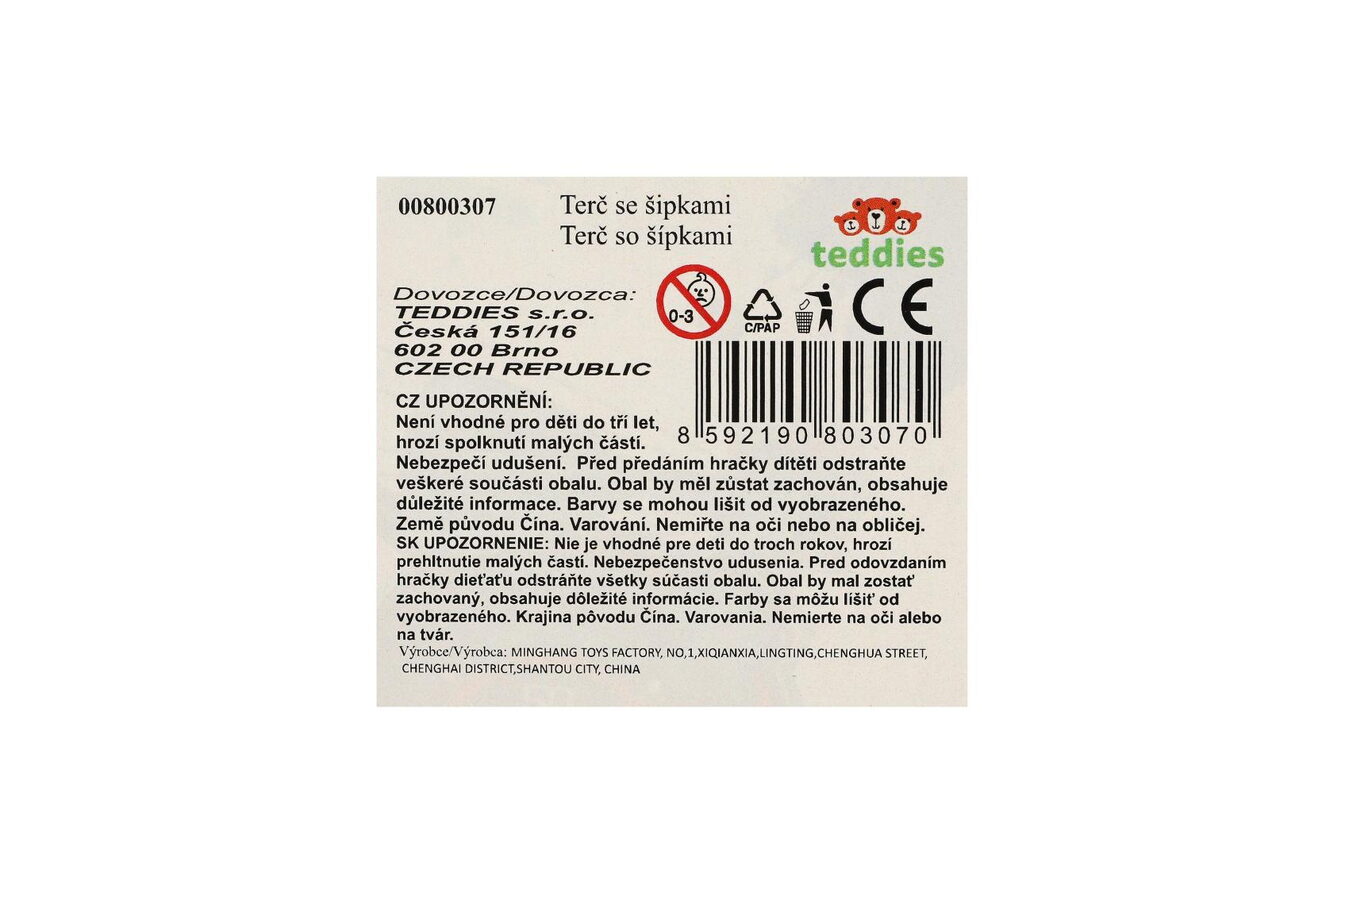 00800307
Terč se šipkami
Terč so šípkami
teddies
Dovozce/Dovozca:
TEDDIES s.r.o.
Česká 151/16
602 00 Brno
CZECH REPUBLIC
0-3
C/PAP
CE
8 592190 803070
CZ UPOZORNĚNÍ:
Není vhodné pro děti do tří let,
hrozí spolknutí malých částí.
Nebezpečí udušení. Před předáním hračky dítěti odstraňte
veškeré součásti obalu. Obal by měl zůstat zachován, obsahuje
důležité informace. Barvy se mohou lišit od vyobrazeného.
Země původu Čína. Varování. Nemiřte na oči nebo na obličej.
SK UPOZORNENIE: Nie je vhodné pre deti do troch rokov, hrozí
prehltnutie malých častí. Nebezpečenstvo udusenia. Pred odovzdaním
hračky dieťaťu odstráňte všetky súčasti obalu. Obal by mal zostať
zachovaný, obsahuje dôležité informácie. Farby sa môžu líšiť od
vyobrazeného. Krajina pôvodu Čína. Varovania. Nemierte na oči alebo
na tvár.
Výrobce/Výrobca: MINGHANG TOYS FACTORY, NO,1,XIQIANXIA,LINGTING,CHENGHUA STREET,
CHENGHAI DISTRICT,SHANTOU CITY, CHINA